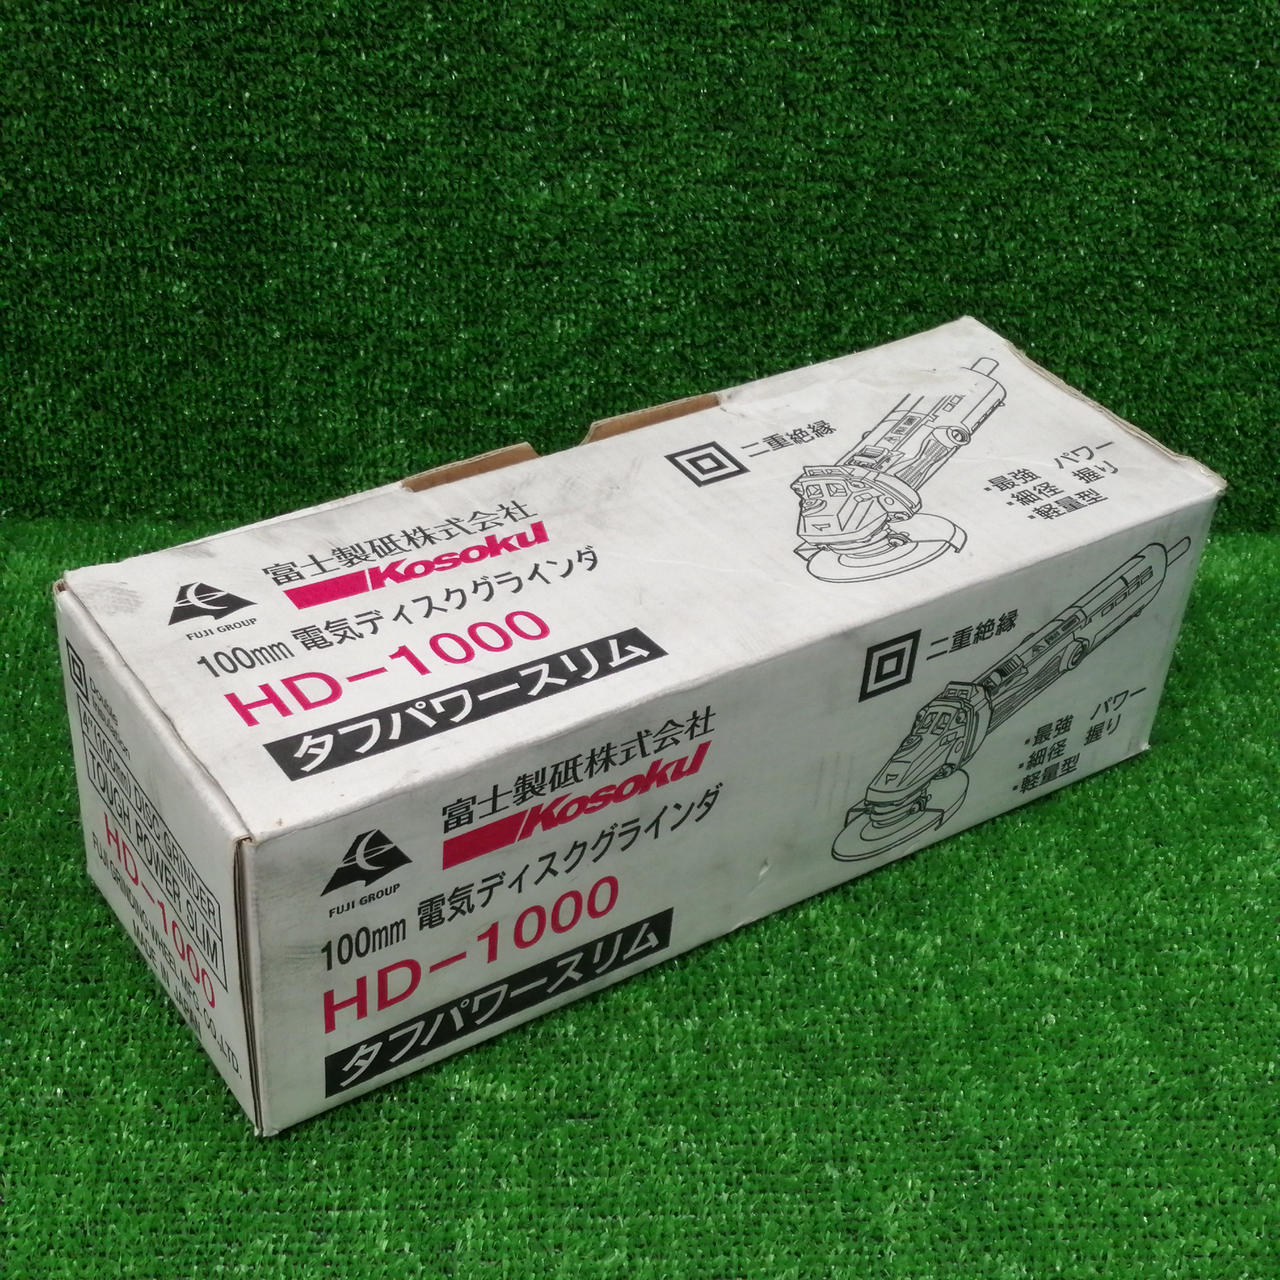 富士製砥株式会社
Kosoku
FUJI GROUP
100mm 電気ディスクグラインダ
HD-1000
タフパワースリム
二重絶縁
・最強 パワー
・細径 握り
・軽量型
富士製砥株式会社
Kosoku
FUJI GROUP
100mm 電気ディスクグラインダ
HD-1000
タフパワースリム
二重絶縁
・最強 パワー
・細径 握り
・軽量型
Double
Insulation
4"(100mm) DISC GRINDER
TOUGH POWER SLIM
HD-1000
FUJI GRINDING WHEEL MFG. CO.,LTD.
MADE IN JAPAN